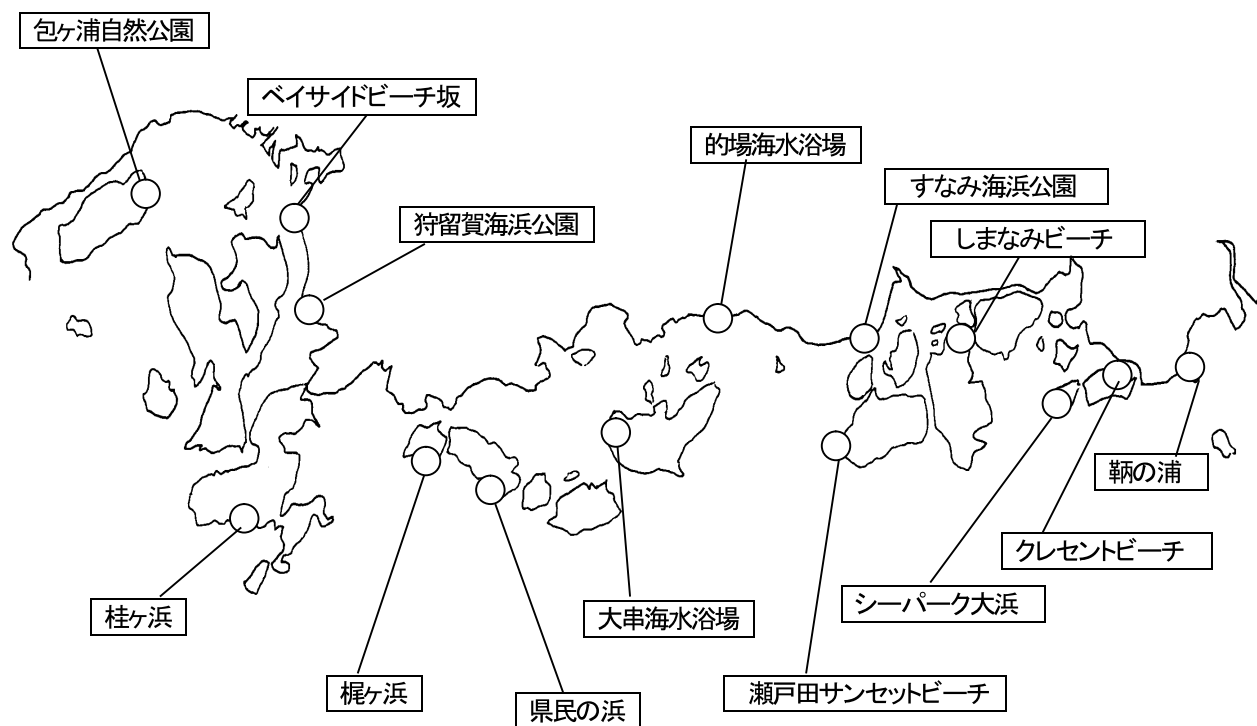 包ヶ浦自然公園
ベイサイドビーチ坂
的場海水浴場
すなみ海浜公園
狩留賀海浜公園
しまなみビーチ
鞆の浦
クレセントビーチ
シーパーク大浜
桂ヶ浜
大串海水浴場
梶ヶ浜
県民の浜
瀬戸田サンセットビーチ